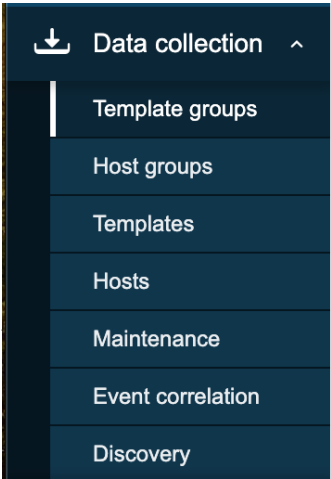 Data collection
Template groups
Host groups
Templates
Hosts
Maintenance
Event correlation
Discovery